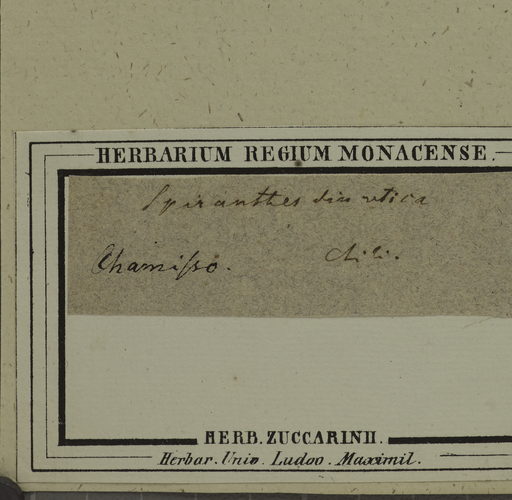 HERBARIUM REGIUM MONACENSE.
Spiranthes diuretica
Chamisso. Chili.
HERB. ZUCCARINII.
Herbar. Univ. Ludov. Maximil.